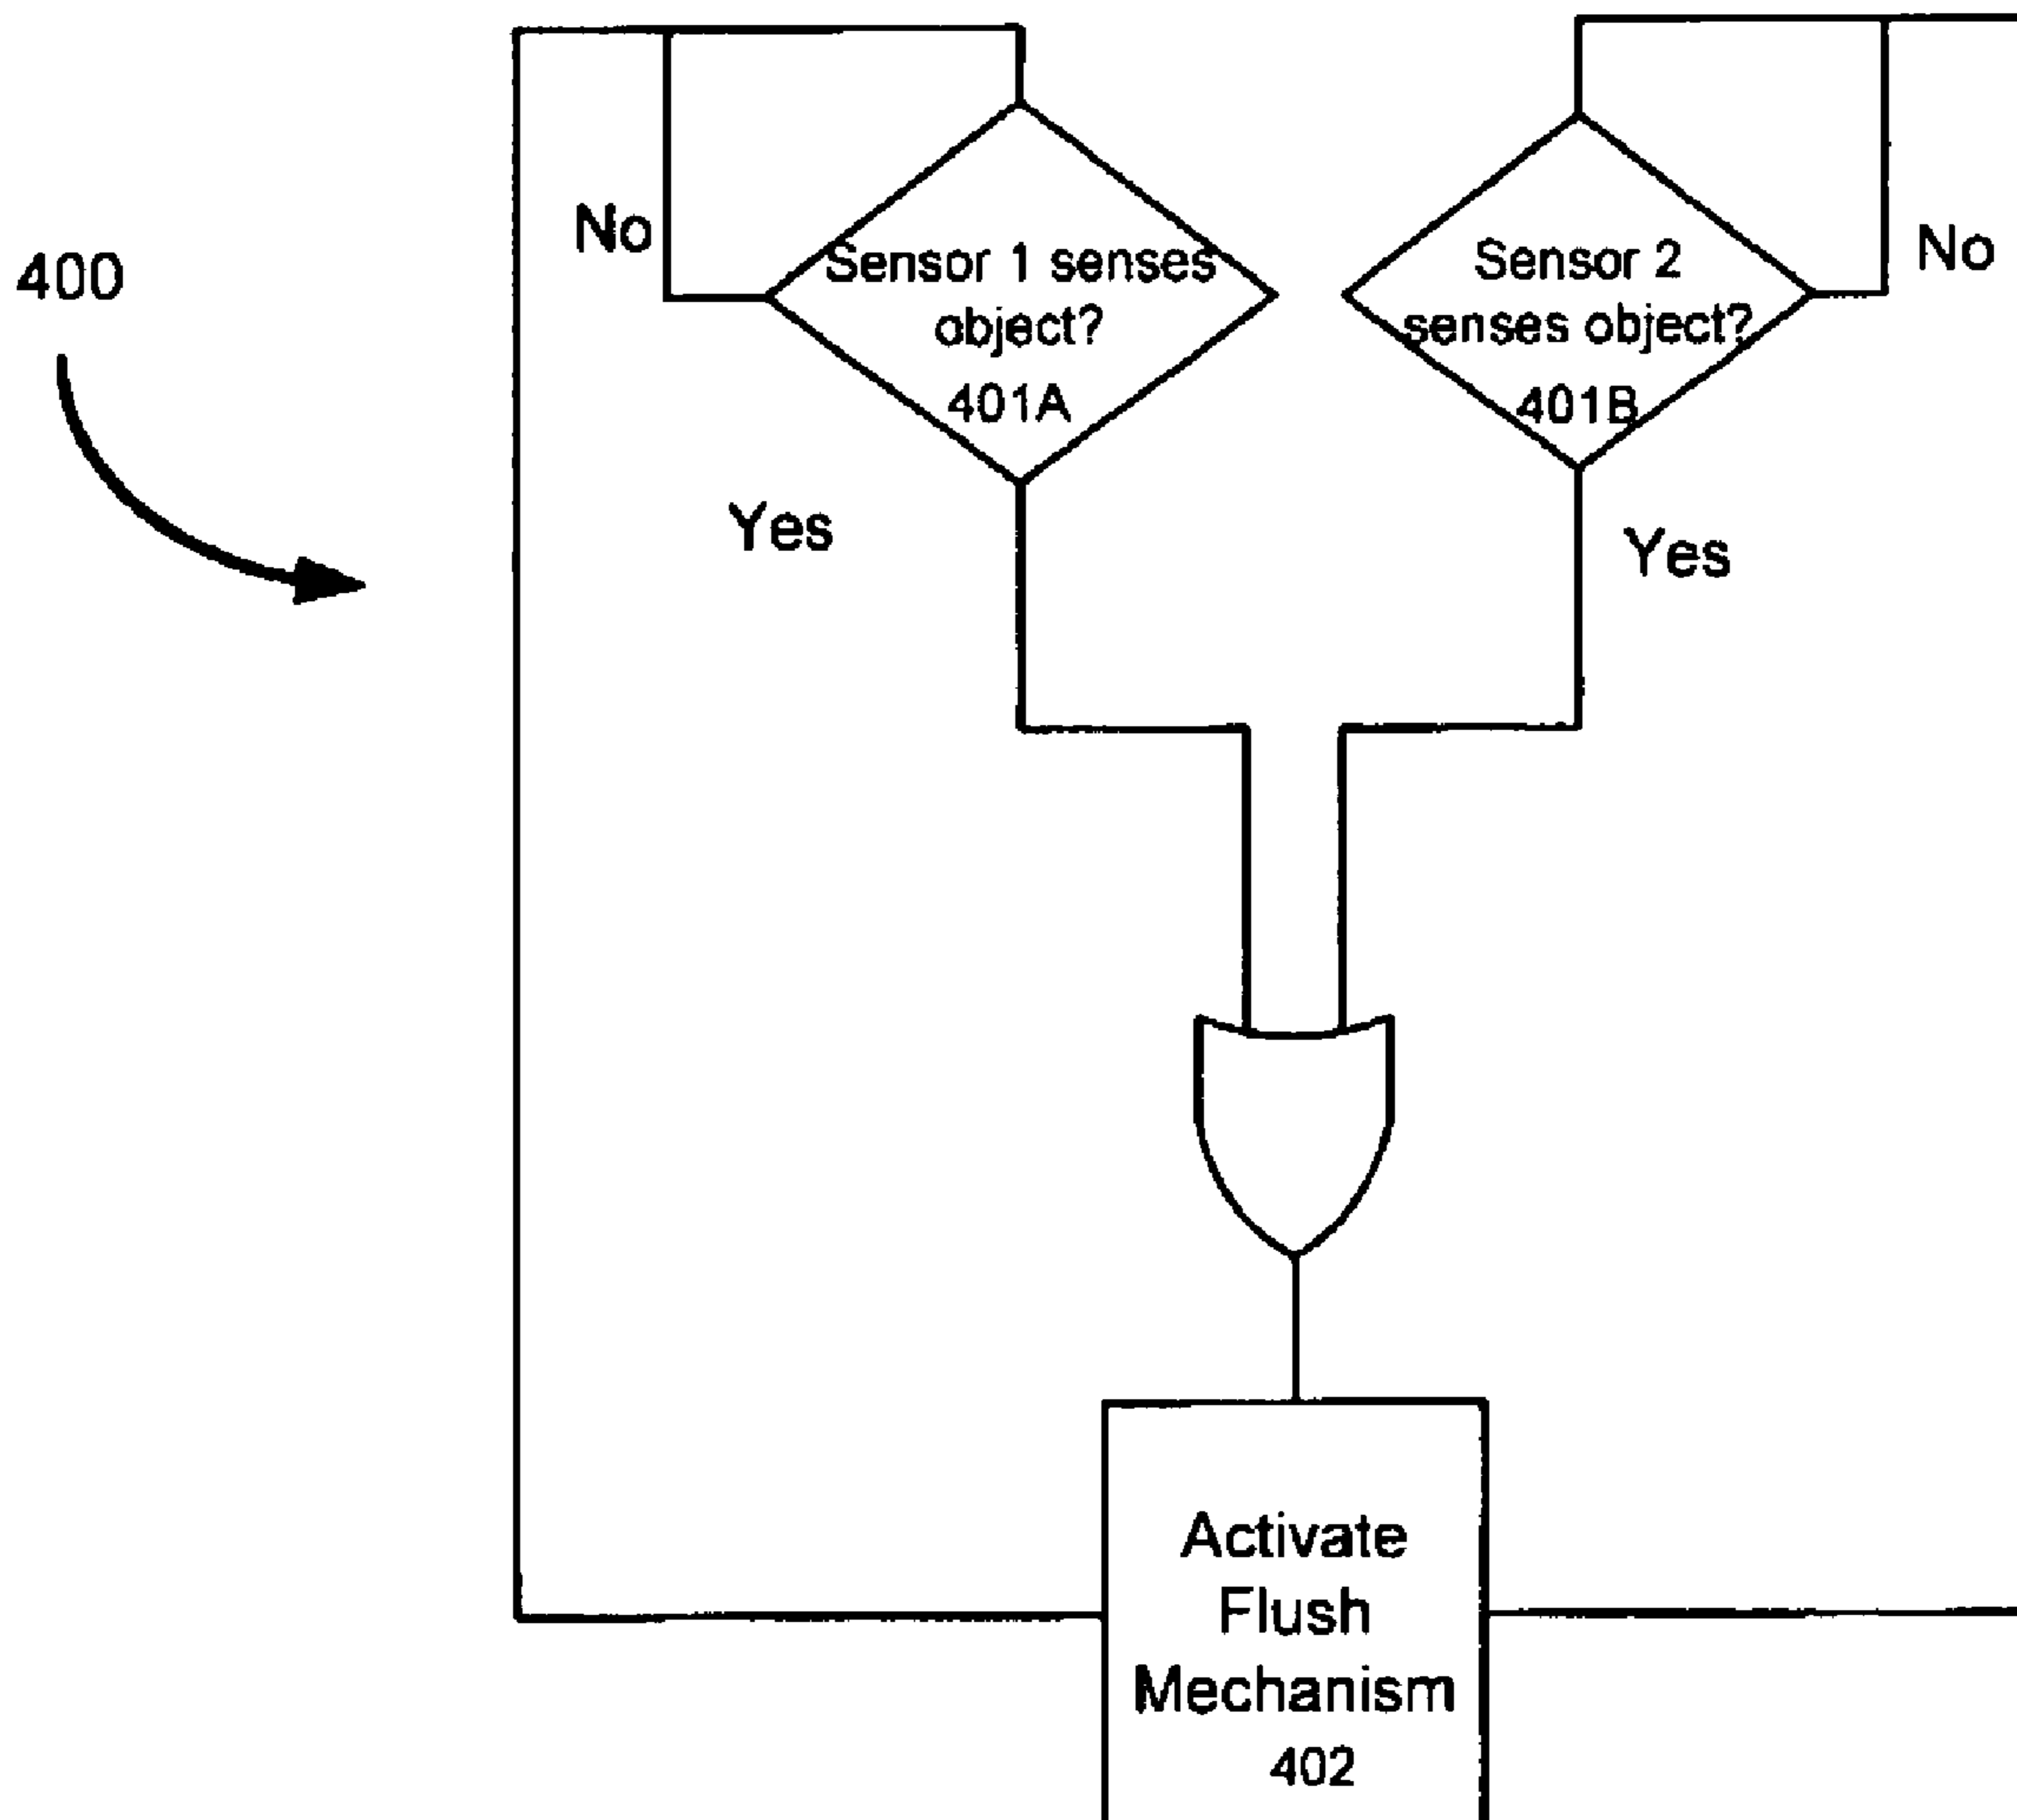 400
No
Sensor 1 senses
object?
401A
Yes
Sensor 2
senses object?
401B
No
Yes
Activate
Flush
Mechanism
402